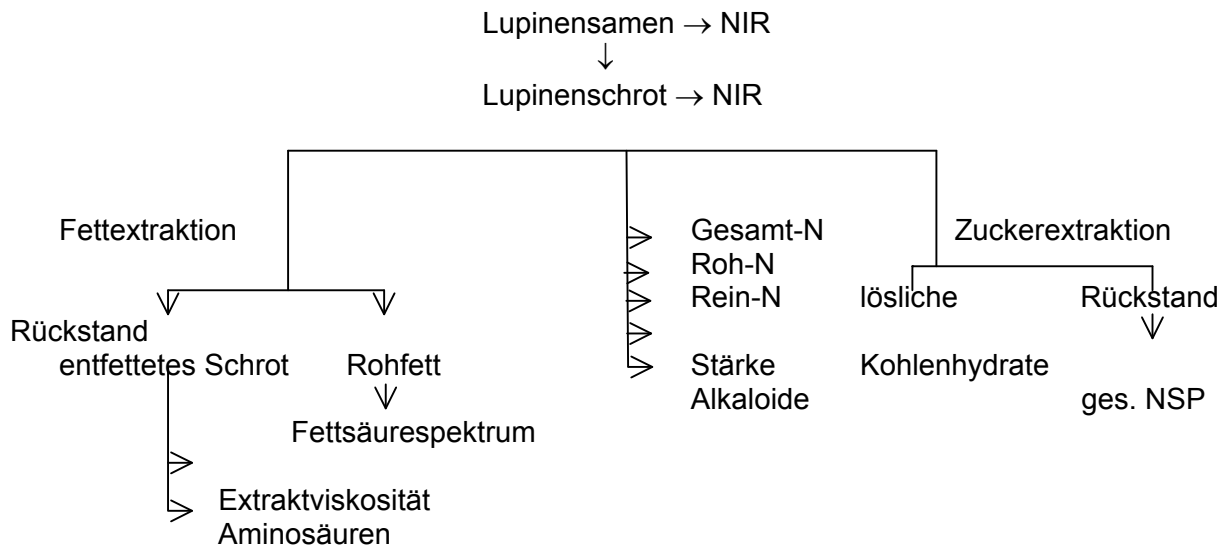 Lupinensamen → NIR
↓
Lupinenschrot → NIR
Fettextraktion
Gesamt-N
Zuckerextraktion
Roh-N
Rein-N
lösliche
Rückstand
Rückstand
entfettetes Schrot
Rohfett
Stärke
Kohlenhydrate
Alkaloide
ges. NSP
Fettsäurespektrum
Extraktviskosität
Aminosäuren